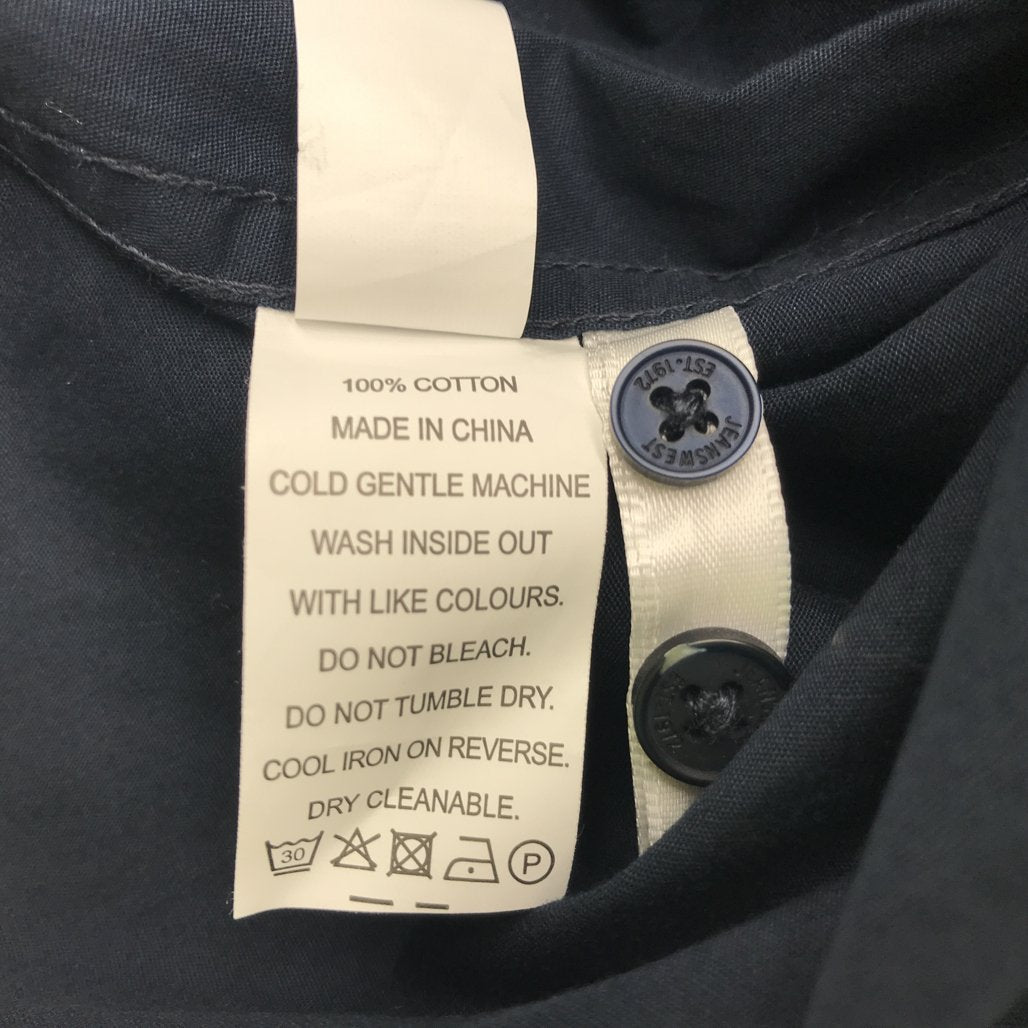 100% COTTON
MADE IN CHINA
COLD GENTLE MACHINE
WASH INSIDE OUT
WITH LIKE COLOURS.
DO NOT BLEACH.
DO NOT TUMBLE DRY.
COOL IRON ON REVERSE.
DRY CLEANABLE.
30
P
EST.1972
JEANSWEST